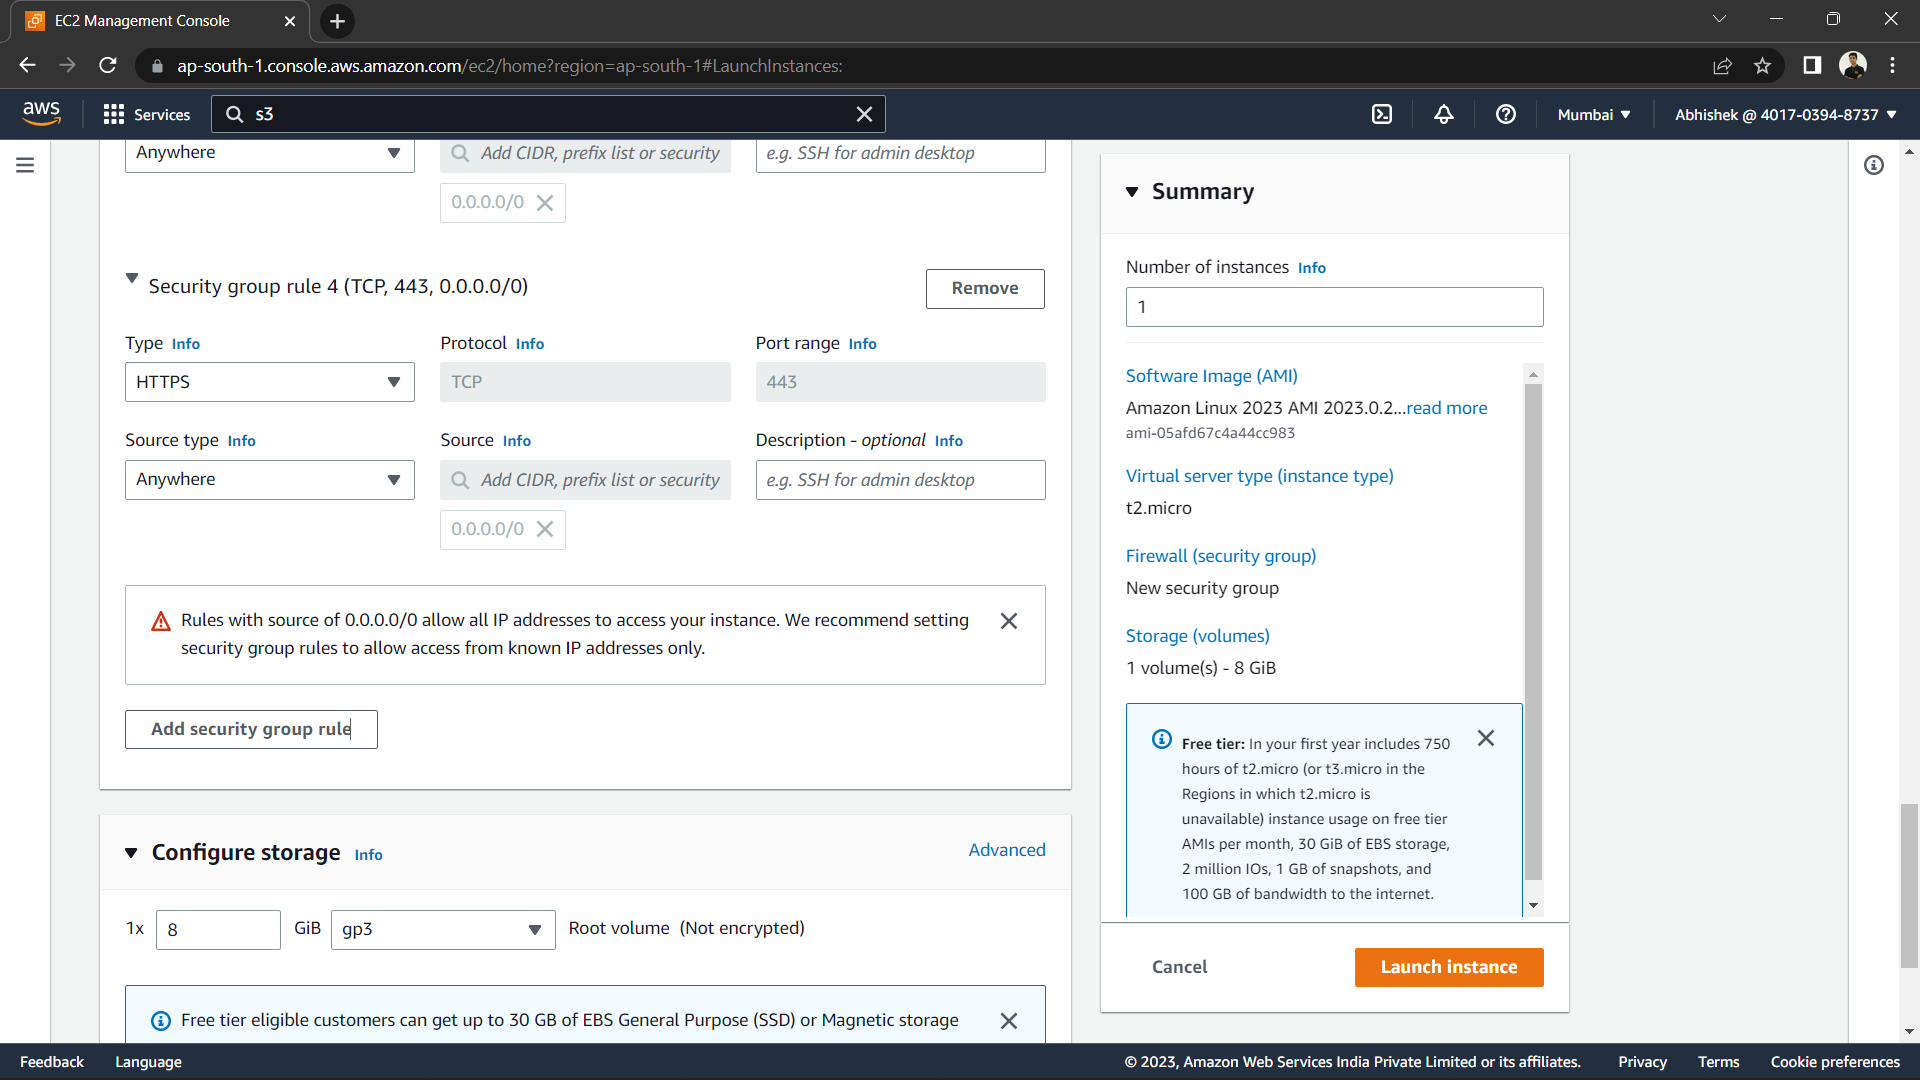 EC2 Management Console
ap-south-1.console.aws.amazon.com/ec2/home?region=ap-south-1#LaunchInstances:
aws
Services
s3
Mumbai
Abhishek @ 4017-0394-8737
Anywhere
Add CIDR, prefix list or security
e.g. SSH for admin desktop
0.0.0.0/0
Security group rule 4 (TCP, 443, 0.0.0.0/0)
Remove
Type Info
Protocol Info
Port range Info
HTTPS
TCP
443
Source type Info
Source Info
Description - optional Info
Anywhere
Add CIDR, prefix list or security
e.g. SSH for admin desktop
0.0.0.0/0
Rules with source of 0.0.0.0/0 allow all IP addresses to access your instance. We recommend setting
security group rules to allow access from known IP addresses only.
Add security group rule
Configure storage Info
Advanced
1x
8
GiB
gp3
Root volume (Not encrypted)
Free tier eligible customers can get up to 30 GB of EBS General Purpose (SSD) or Magnetic storage
Summary
Number of instances Info
1
Software Image (AMI)
Amazon Linux 2023 AMI 2023.0.2...read more
ami-05afd67c4a44cc983
Virtual server type (instance type)
t2.micro
Firewall (security group)
New security group
Storage (volumes)
1 volume(s) - 8 GiB
Free tier: In your first year includes 750
hours of t2.micro (or t3.micro in the
Regions in which t2.micro is
unavailable) instance usage on free tier
AMIs per month, 30 GiB of EBS storage,
2 million IOs, 1 GB of snapshots, and
100 GB of bandwidth to the internet.
Cancel
Launch instance
Feedback
Language
© 2023, Amazon Web Services India Private Limited or its affiliates.
Privacy
Terms
Cookie preferences